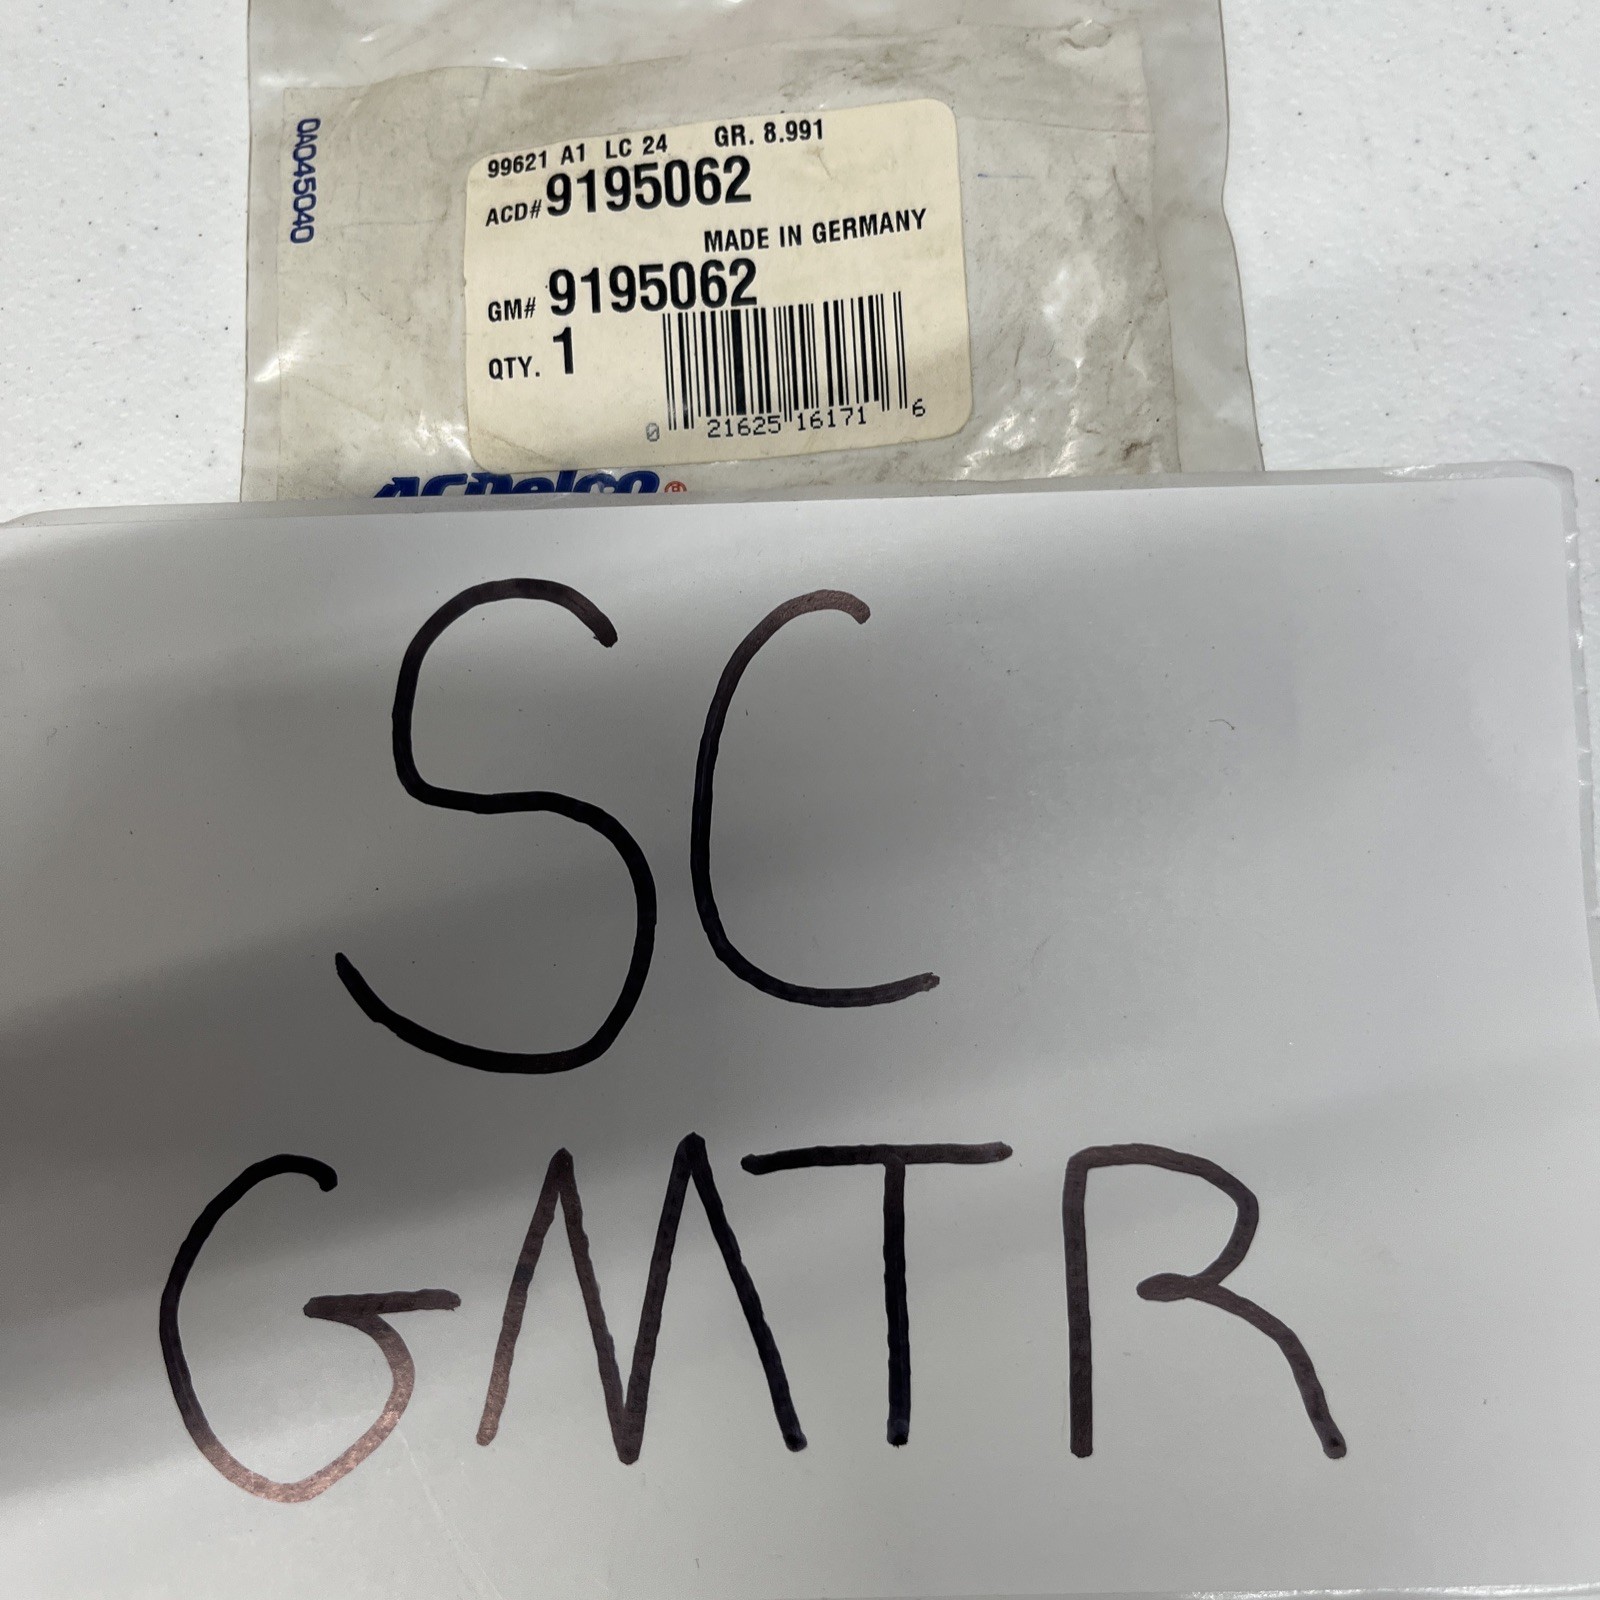 0A045040
99621 A1 LC 24 GR. 8.991
ACD# 9195062
MADE IN GERMANY
GM# 9195062
QTY. 1
0 21625 16171 6
ACDelco®
SC
GMTR